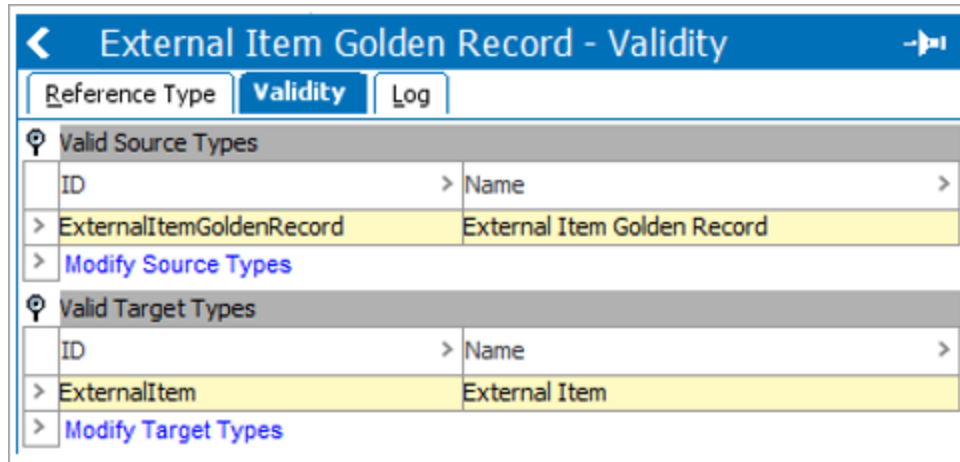 External Item Golden Record - Validity
Reference Type Validity Log
Valid Source Types
ID Name
ExternalItemGoldenRecord External Item Golden Record
Modify Source Types
Valid Target Types
ID Name
ExternalItem External Item
Modify Target Types